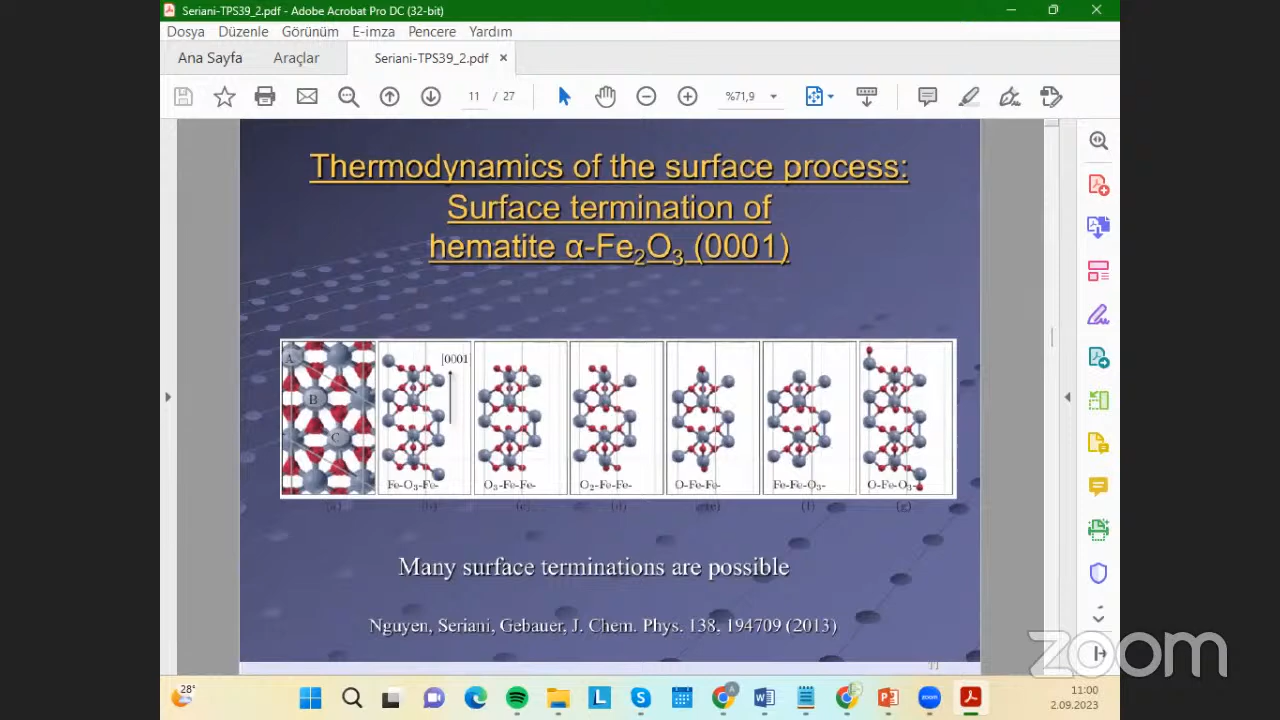 Seriani-TPS39_2.pdf - Adobe Acrobat Pro DC (32-bit)
Dosya Düzenle Görünüm E-imza Pencere Yardım
Ana Sayfa Araçlar Seriani-TPS39_2.pdf ×
11 / 27 %71,9
Thermodynamics of the surface process:
Surface termination of
hematite α-Fe₂O₃ (0001)
A B C
|0001
Fe-O₃-Fe- O₃-Fe-Fe- O₂-Fe-Fe- O-Fe-Fe- Fe-Fe-O₃- O-Fe-O₃-
(a) (b) (c) (d) (e) (f) (g)
Many surface terminations are possible
Nguyen, Seriani, Gebauer, J. Chem. Phys. 138, 194709 (2013)
11
zoom
28°
11:00
2.09.2023